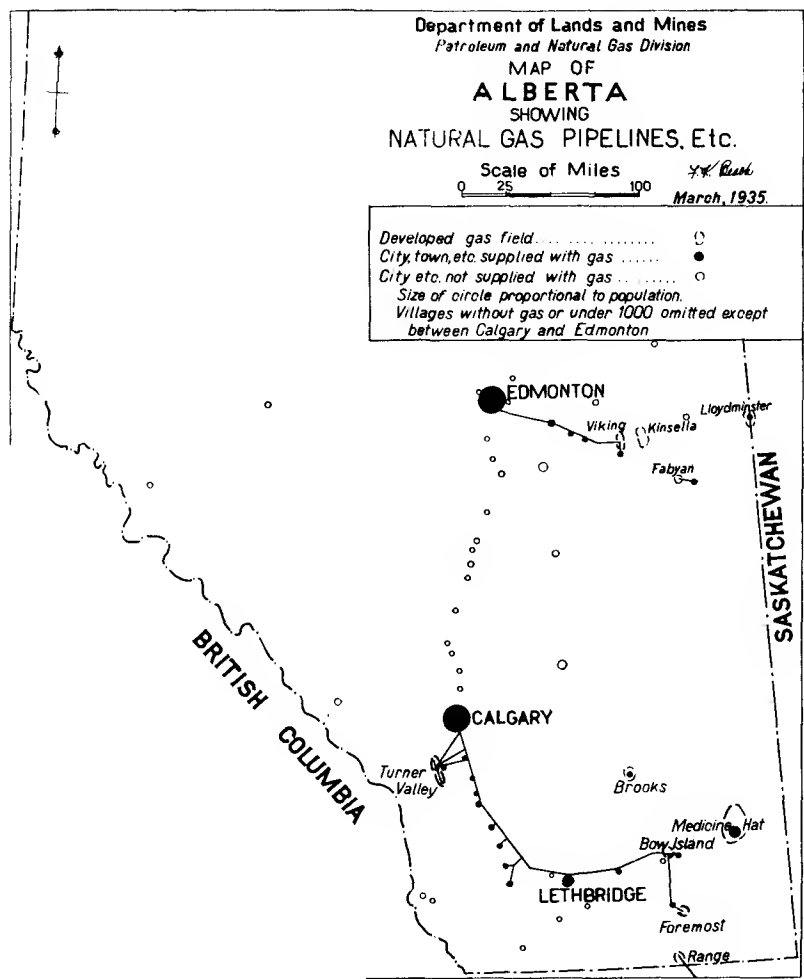 Department of Lands and Mines
Petroleum and Natural Gas Division
MAP OF
ALBERTA
SHOWING
NATURAL GAS PIPELINES, Etc.
Scale of Miles
0 25 100
March, 1935.
Developed gas field
City, town, etc. supplied with gas
City etc. not supplied with gas
Size of circle proportional to population.
Villages without gas or under 1000 omitted except
between Calgary and Edmonton
EDMONTON
Viking
Kinsella
Lloydminster
Fabyan
SASKATCHEWAN
BRITISH COLUMBIA
CALGARY
Turner
Valley
Brooks
Medicine Hat
Bow Island
LETHBRIDGE
Foremost
Range